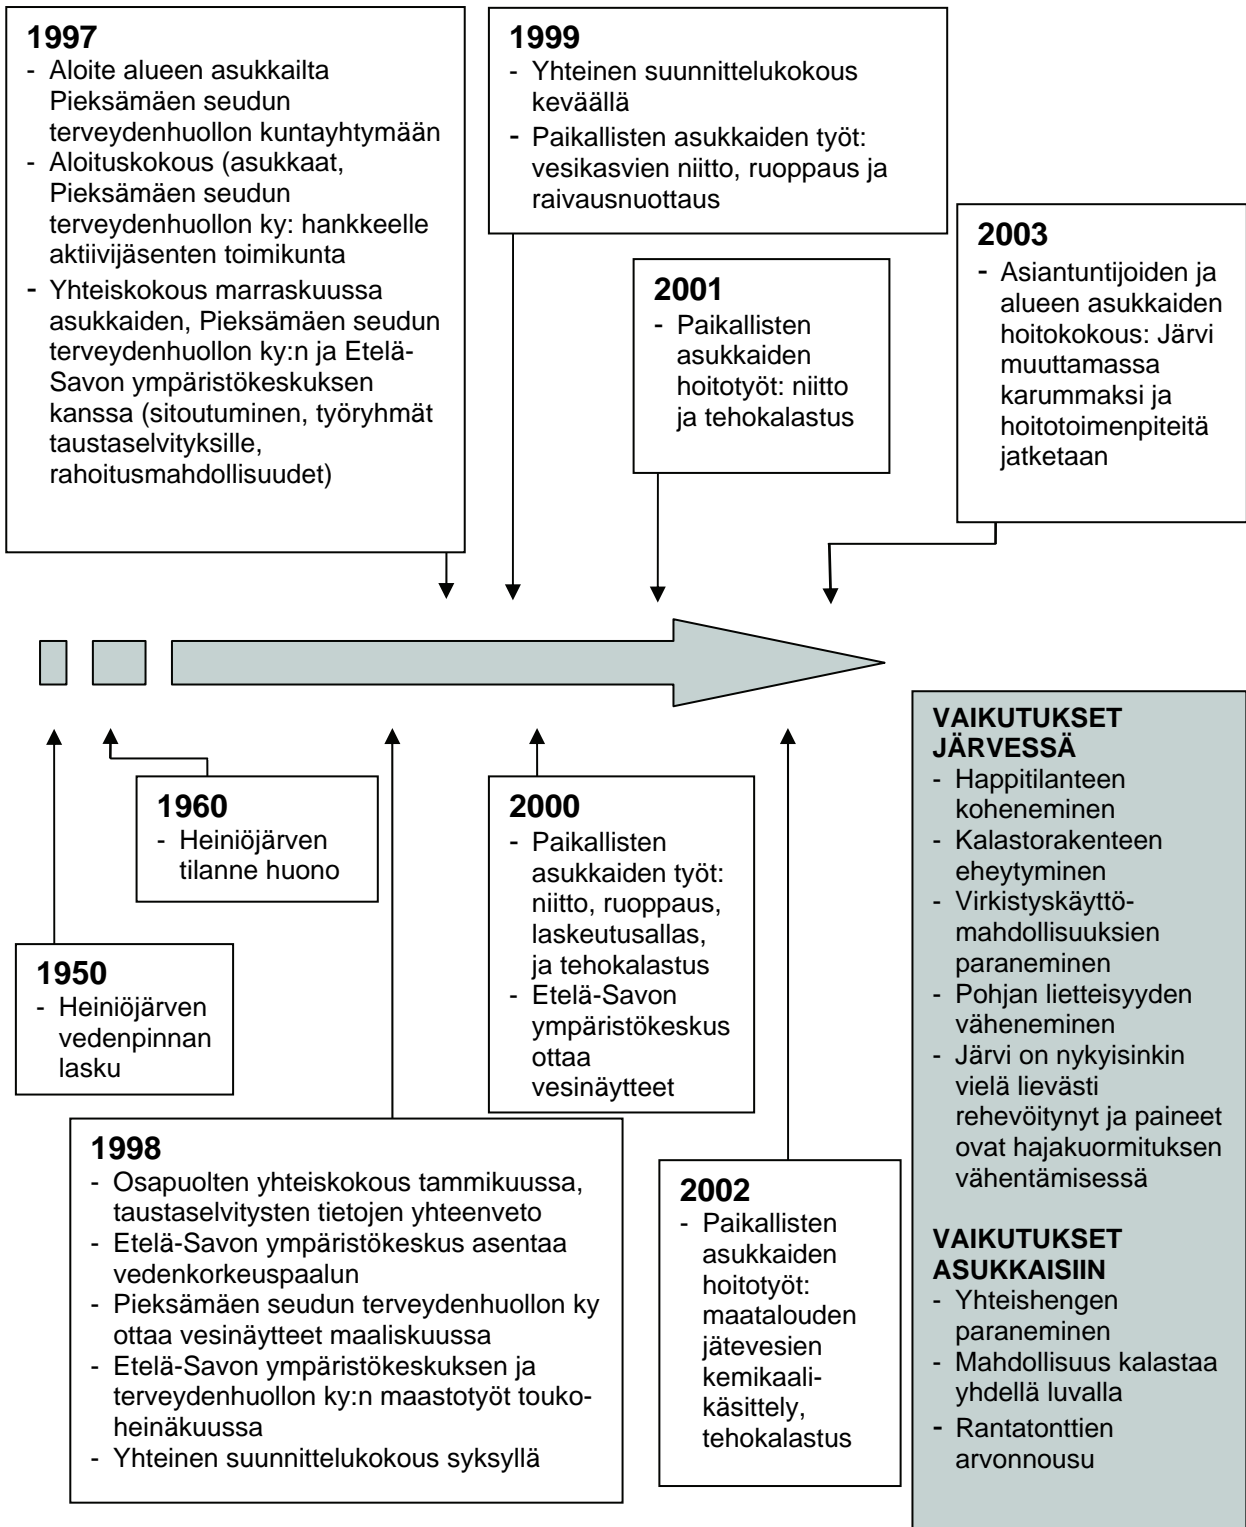 1997
- Aloite alueen asukkailta
Pieksämäen seudun
terveydenhuollon kuntayhtymään
- Aloituskokous (asukkaat,
Pieksämäen seudun
terveydenhuollon ky: hankkeelle
aktiivijäsenten toimikunta
- Yhteiskokous marraskuussa
asukkaiden, Pieksämäen seudun
terveydenhuollon ky:n ja Etelä-
Savon ympäristökeskuksen
kanssa (sitoutuminen, työryhmät
taustaselvityksille,
rahoitusmahdollisuudet)
1999
- Yhteinen suunnittelukokous
keväällä
- Paikallisten asukkaiden työt:
vesikasvien niitto, ruoppaus ja
raivausnuottaus
2001
- Paikallisten
asukkaiden
hoitotyöt: niitto
ja tehokalastus
2003
- Asiantuntijoiden ja
alueen asukkaiden
hoitokokous: Järvi
muuttamassa
karummaksi ja
hoitotoimenpiteitä
jatketaan
1950
- Heiniöjärven
vedenpinnan
lasku
1960
- Heiniöjärven
tilanne huono
1998
- Osapuolten yhteiskokous tammikuussa,
taustaselvitysten tietojen yhteenveto
- Etelä-Savon ympäristökeskus asentaa
vedenkorkeuspaalun
- Pieksämäen seudun terveydenhuollon ky
ottaa vesinäytteet maaliskuussa
- Etelä-Savon ympäristökeskuksen ja
terveydenhuollon ky:n maastotyöt touko-
heinäkuussa
- Yhteinen suunnittelukokous syksyllä
2000
- Paikallisten
asukkaiden työt:
niitto, ruoppaus,
laskeutusallas,
ja tehokalastus
- Etelä-Savon
ympäristökeskus
ottaa
vesinäytteet
2002
- Paikallisten
asukkaiden
hoitotyöt:
maatalouden
jätevesien
kemikaali-
käsittely,
tehokalastus
VAIKUTUKSET
JÄRVESSÄ
- Happitilanteen
koheneminen
- Kalastorakenteen
eheytyminen
- Virkistyskäyttö-
mahdollisuuksien
paraneminen
- Pohjan lietteisyyden
väheneminen
- Järvi on nykyisinkin
vielä lievästi
rehevöitynyt ja paineet
ovat hajakuormituksen
vähentämisessä
VAIKUTUKSET
ASUKKAISIIN
- Yhteishengen
paraneminen
- Mahdollisuus kalastaa
yhdellä luvalla
- Rantatonttien
arvonnousu